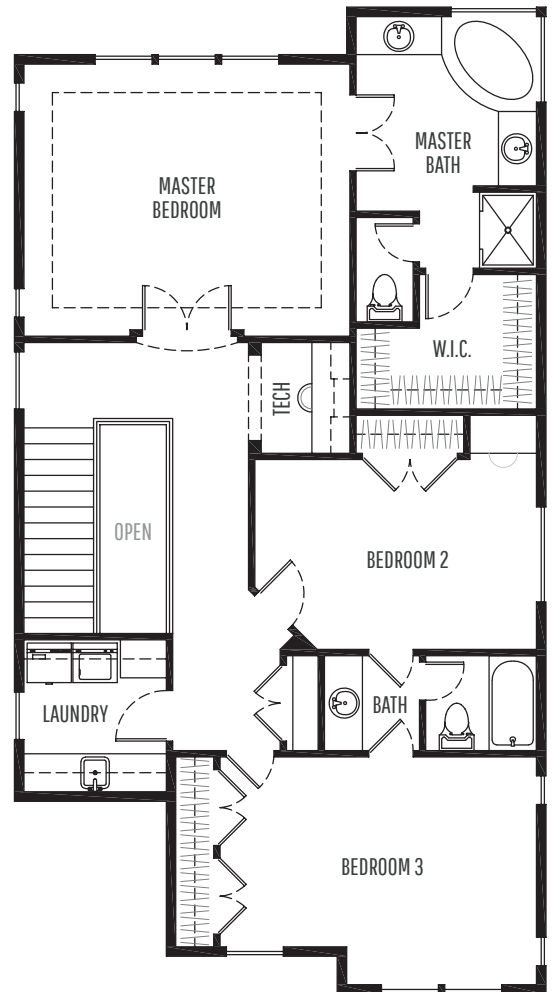 MASTER
BATH
MASTER
BEDROOM
W.I.C.
TECH
OPEN
BEDROOM 2
BATH
LAUNDRY
BEDROOM 3